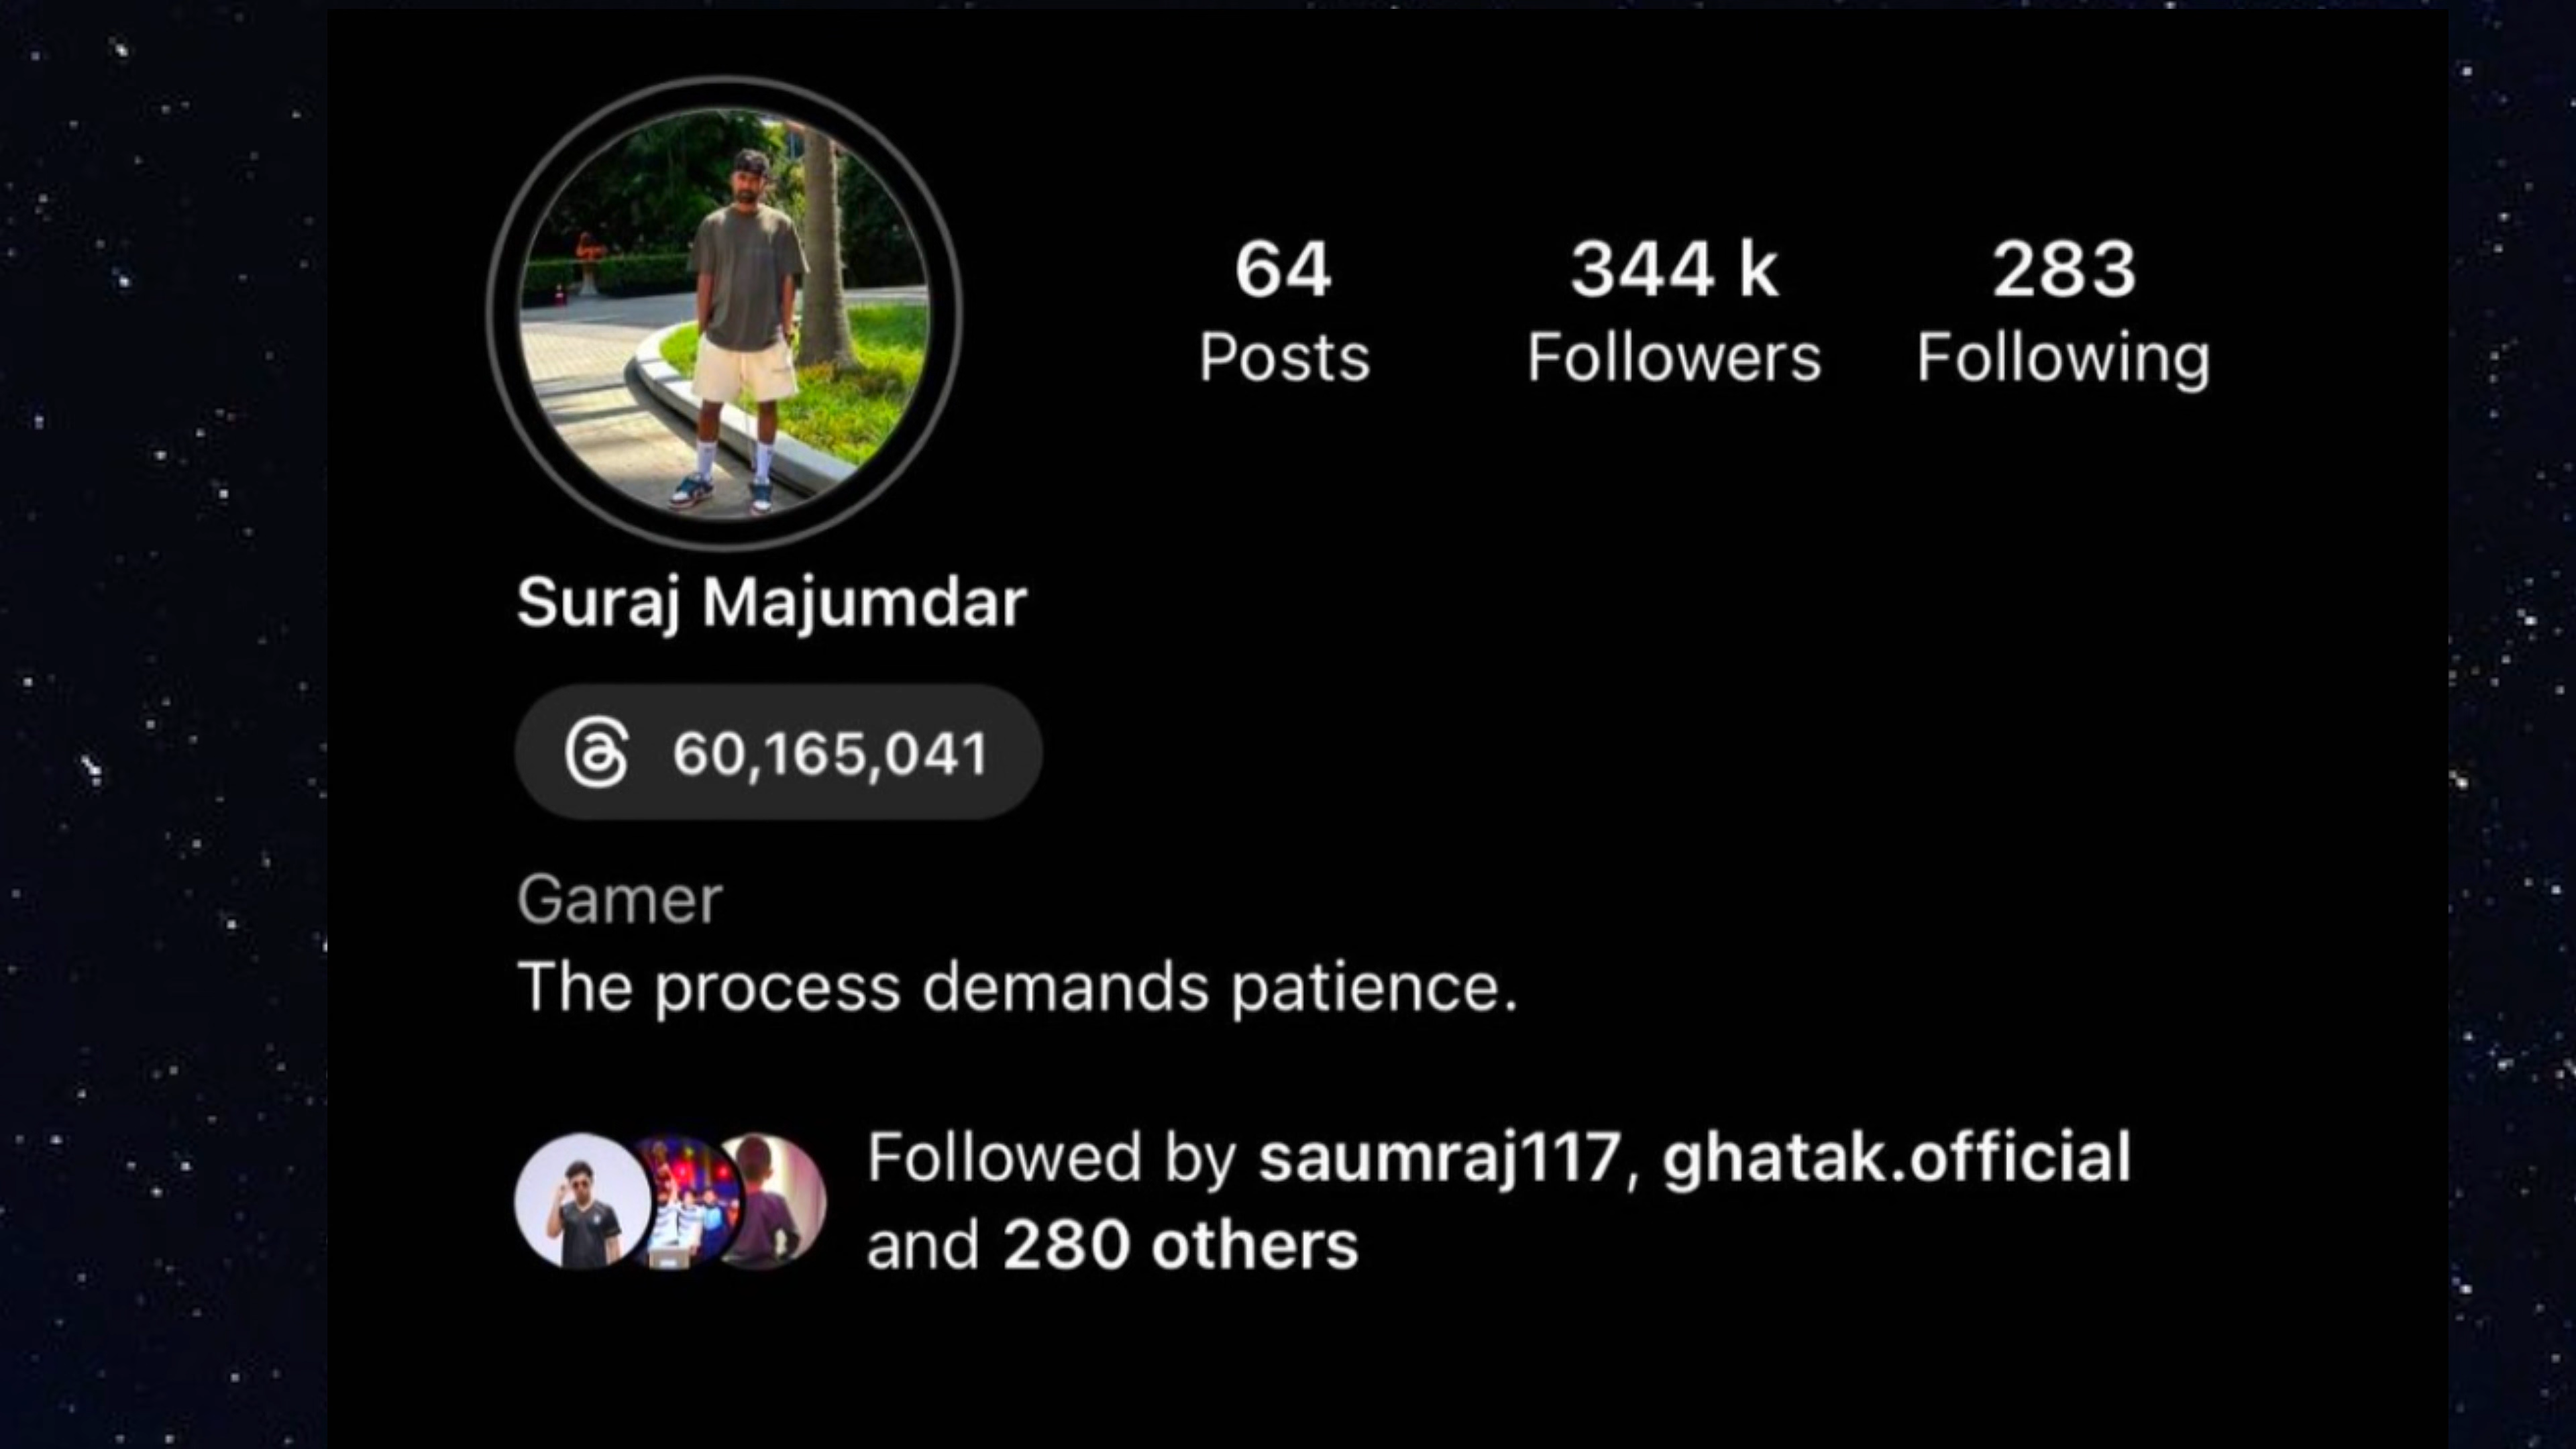 64
Posts
344 k
Followers
283
Following
Suraj Majumdar
60,165,041
Gamer
The process demands patience.
Followed by saumraj117, ghatak.official
and 280 others